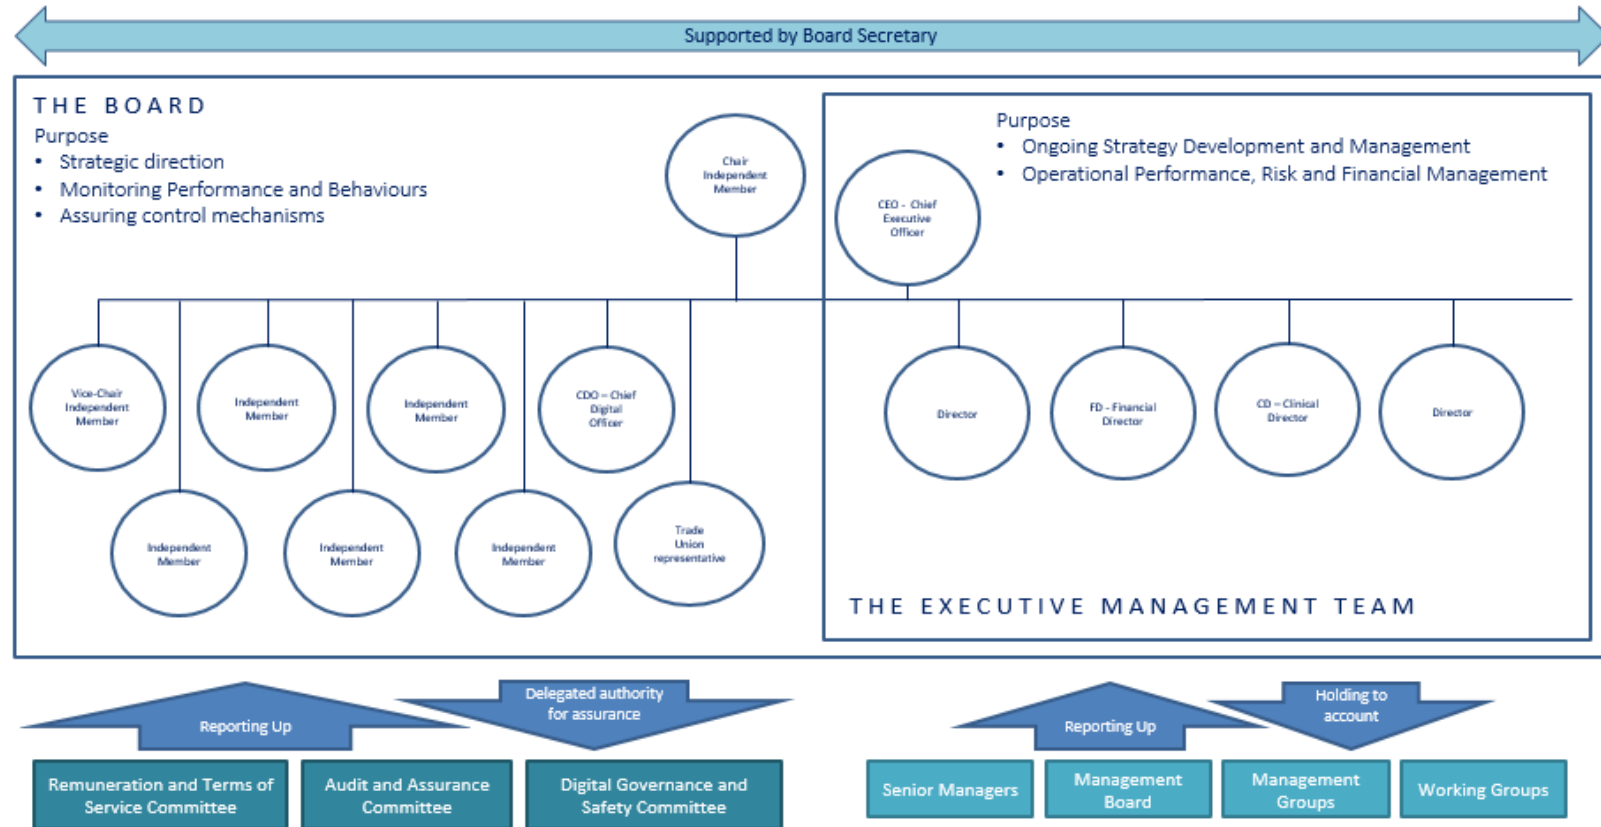 Supported by Board Secretary
THE BOARD
Purpose
• Strategic direction
• Monitoring Performance and Behaviours
• Assuring control mechanisms
Chair
Independent
Member
Purpose
• Ongoing Strategy Development and Management
• Operational Performance, Risk and Financial Management
CEO - Chief
Executive
Officer
Vice-Chair
Independent
Member
Independent
Member
Independent
Member
CDO – Chief
Digital
Officer
Independent
Member
Independent
Member
Independent
Member
Trade
Union
representative
Director
FD - Financial
Director
CD – Clinical
Director
Director
THE EXECUTIVE MANAGEMENT TEAM
Reporting Up
Delegated authority
for assurance
Reporting Up
Holding to
account
Remuneration and Terms of
Service Committee
Audit and Assurance
Committee
Digital Governance and
Safety Committee
Senior Managers
Management
Board
Management
Groups
Working Groups